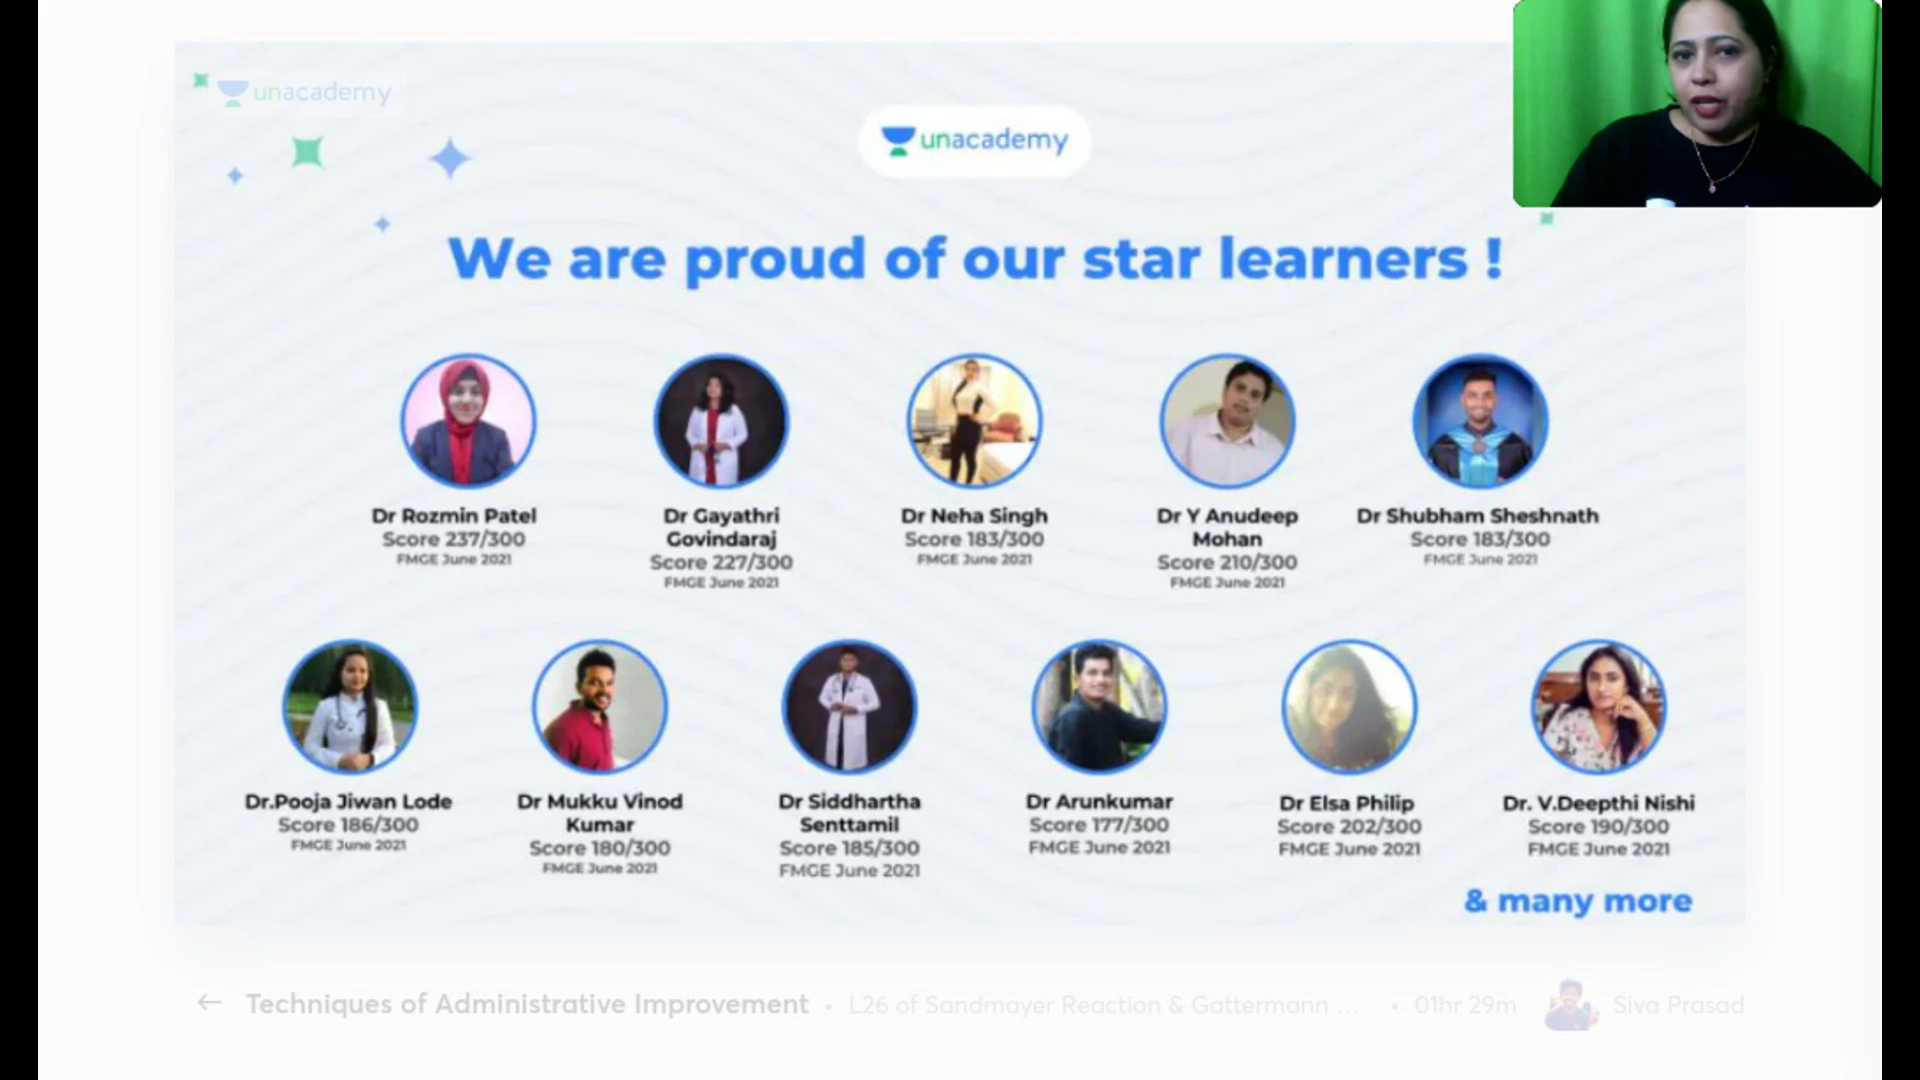 unacademy
unacademy
We are proud of our star learners !
Dr Rozmin Patel
Score 237/300
FMGE June 2021
Dr Gayathri
Govindaraj
Score 227/300
FMGE June 2021
Dr Neha Singh
Score 183/300
FMGE June 2021
Dr Y Anudeep
Mohan
Score 210/300
FMGE June 2021
Dr Shubham Sheshnath
Score 183/300
FMGE June 2021
Dr.Pooja Jiwan Lode
Score 186/300
FMGE June 2021
Dr Mukku Vinod
Kumar
Score 180/300
FMGE June 2021
Dr Siddhartha
Senttamil
Score 185/300
FMGE June 2021
Dr Arunkumar
Score 177/300
FMGE June 2021
Dr Elsa Philip
Score 202/300
FMGE June 2021
Dr. V.Deepthi Nishi
Score 190/300
FMGE June 2021
& many more
← Techniques of Administrative Improvement • L26 of Sandmayer Reaction & Gattermann ... • 01hr 29m Siva Prasad